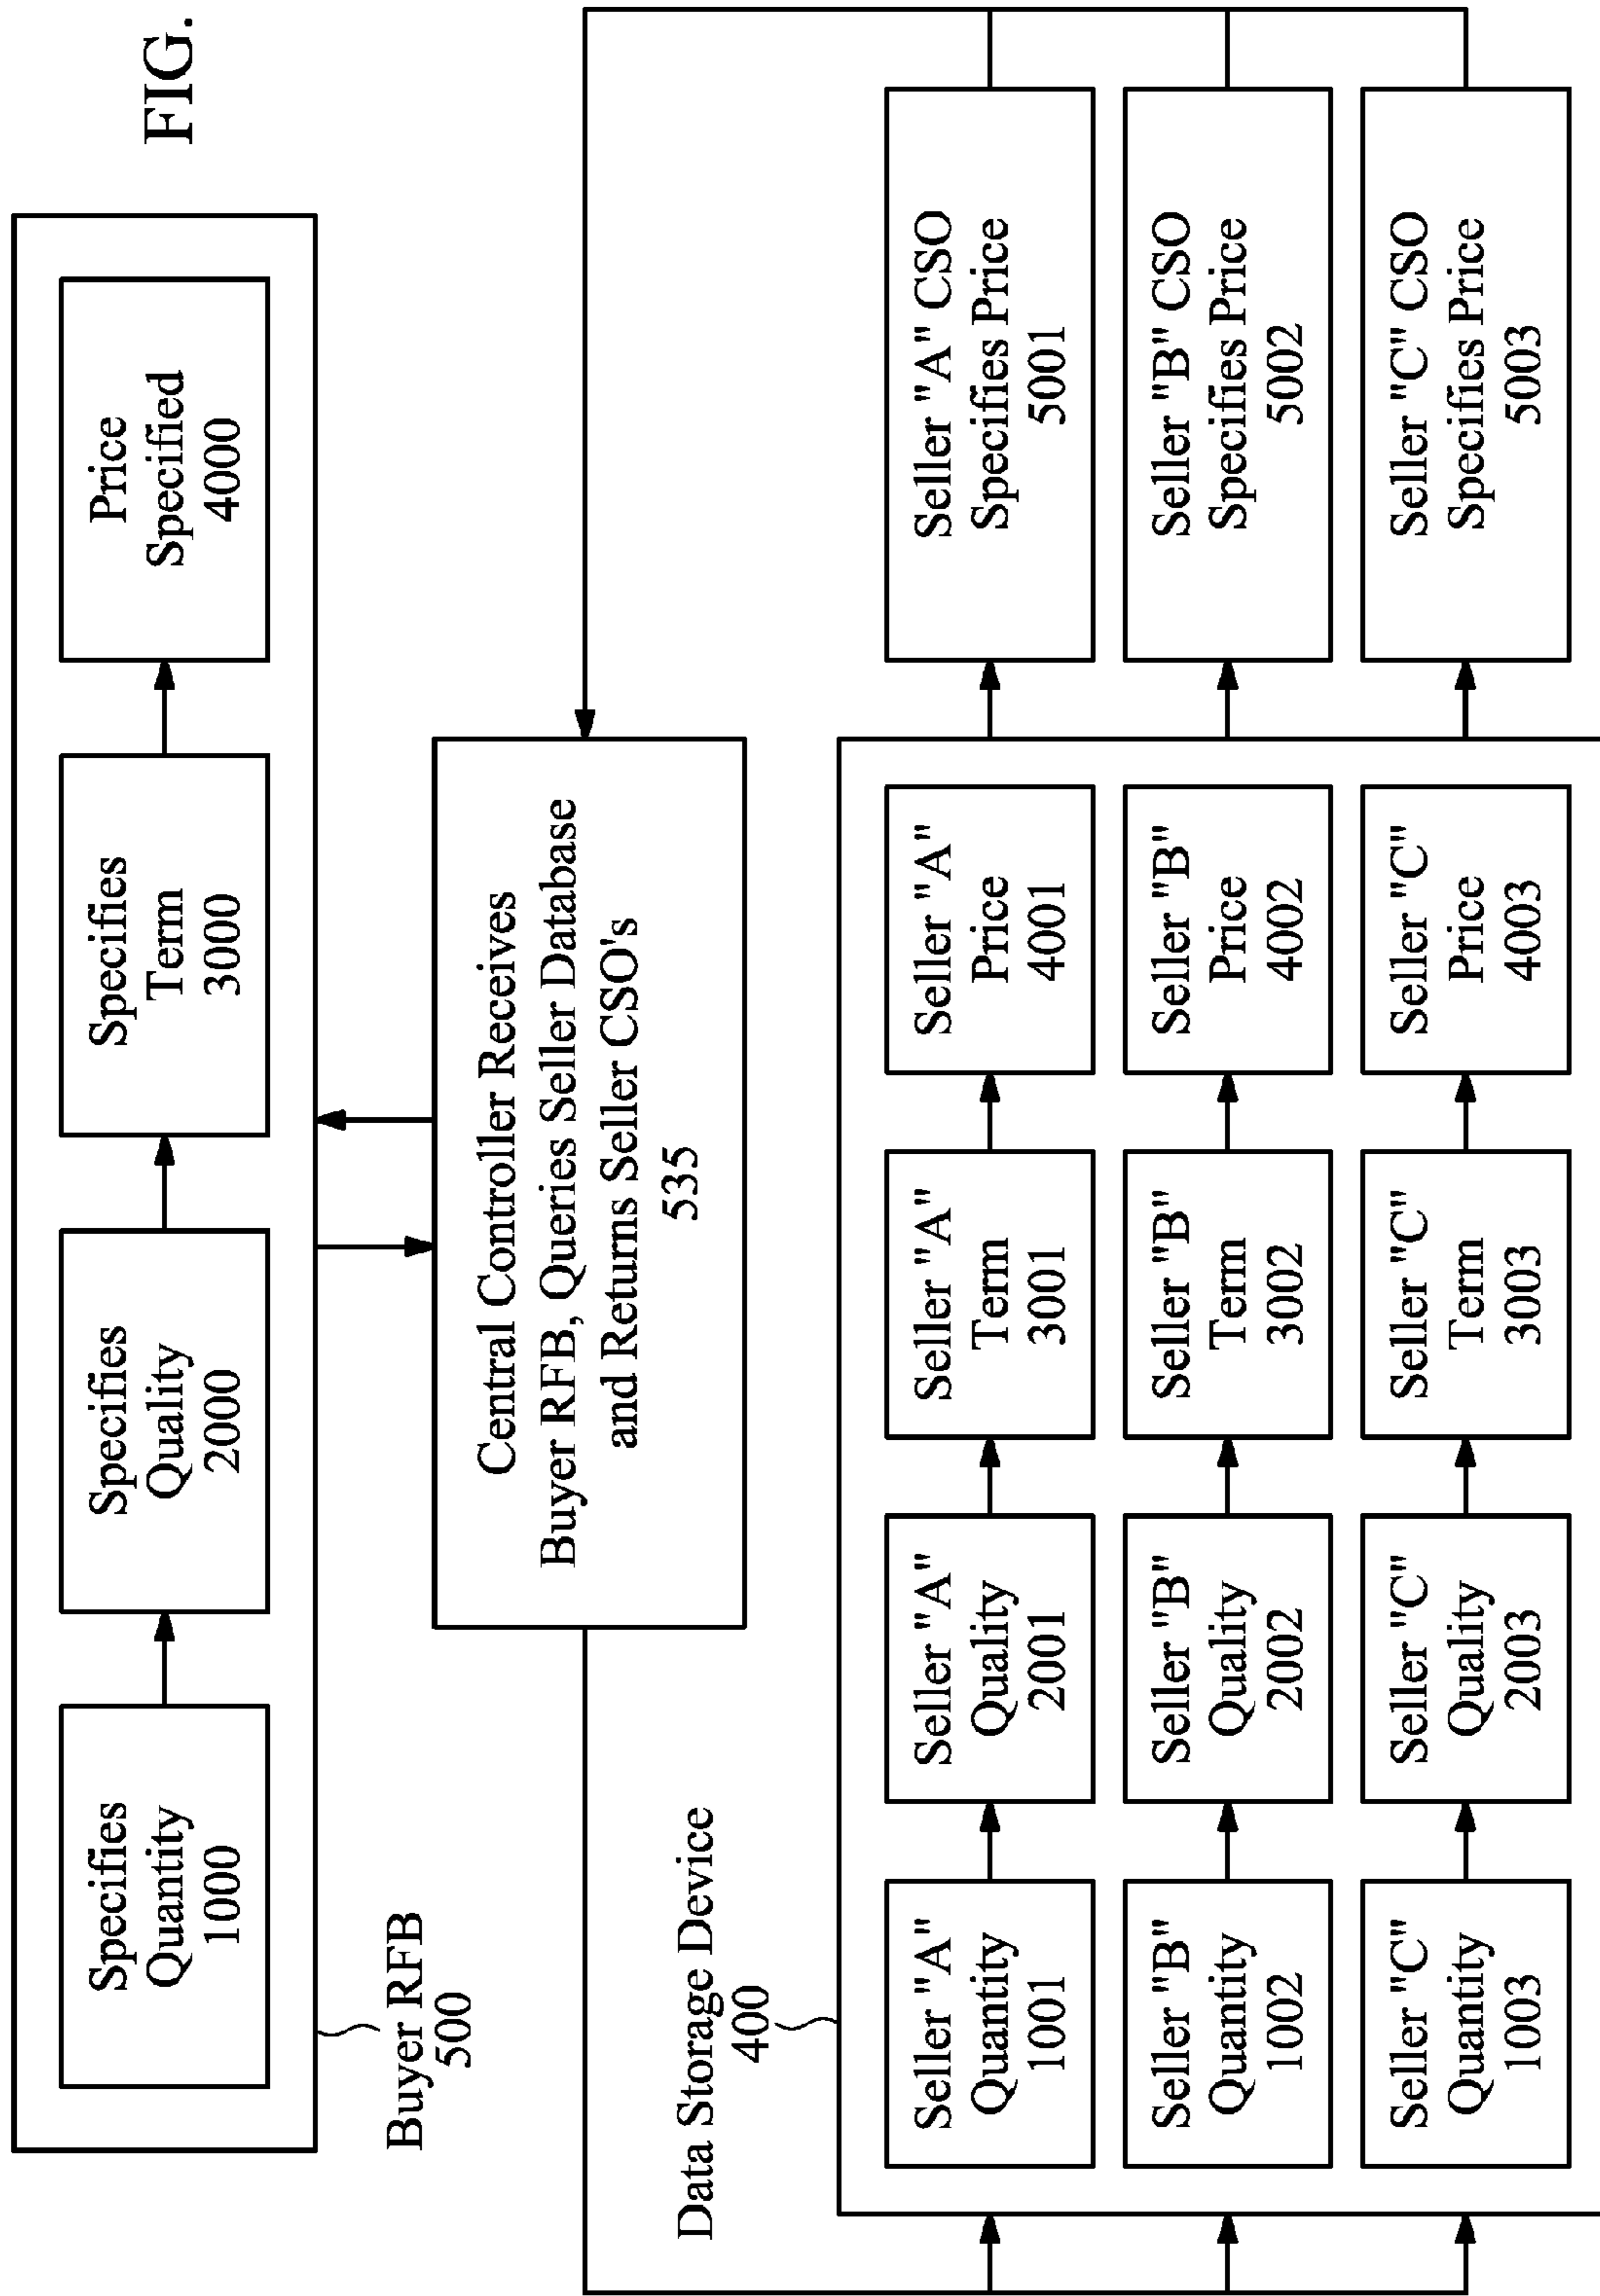 FIG.
Specifies
Quantity
1000
Specifies
Quality
2000
Specifies
Term
3000
Price
Specified
4000
Buyer RFB
500
Central Controller Receives
Buyer RFB, Queries Seller Database
and Returns Seller CSO's
535
Data Storage Device
400
Seller "A"
Quantity
1001
Seller "A"
Quality
2001
Seller "A"
Term
3001
Seller "A"
Price
4001
Seller "A" CSO
Specifies Price
5001
Seller "B"
Quantity
1002
Seller "B"
Quality
2002
Seller "B"
Term
3002
Seller "B"
Price
4002
Seller "B" CSO
Specifies Price
5002
Seller "C"
Quantity
1003
Seller "C"
Quality
2003
Seller "C"
Term
3003
Seller "C"
Price
4003
Seller "C" CSO
Specifies Price
5003